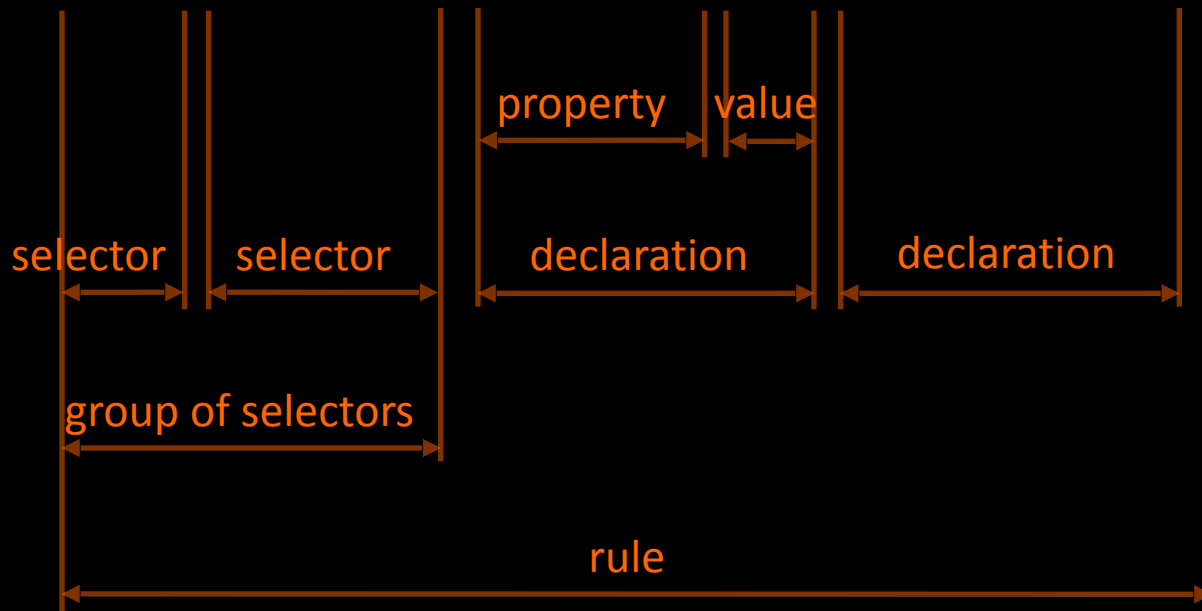 property value
selector selector declaration declaration
group of selectors
rule